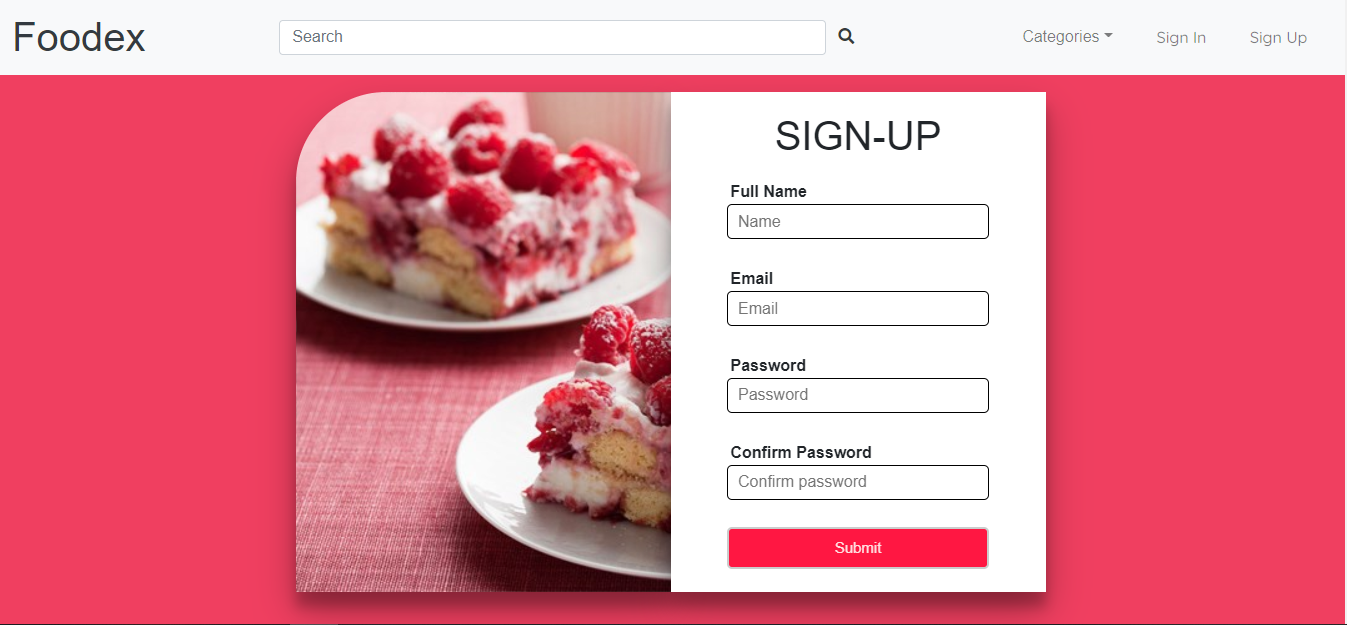 Foodex
Search
Categories
Sign In
Sign Up
SIGN-UP
Full Name
Name
Email
Email
Password
Password
Confirm Password
Confirm password
Submit